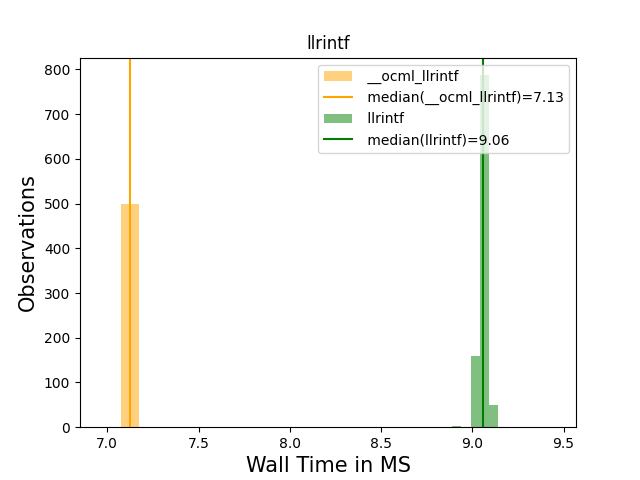 llrintf
800
700
600
500
400
300
200
100
0
Observations
__ocml_llrintf
median(__ocml_llrintf)=7.13
llrintf
median(llrintf)=9.06
7.0 7.5 8.0 8.5 9.0 9.5
Wall Time in MS